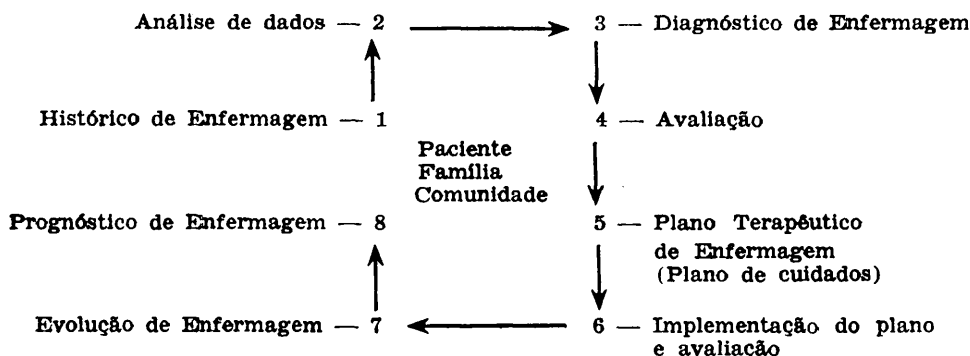 Análise de dados — 2
3 — Diagnóstico de Enfermagem
Histórico de Enfermagem — 1
4 — Avaliação
Paciente
Família
Comunidade
Prognóstico de Enfermagem — 8
5 — Plano Terapêutico
de Enfermagem
(Plano de cuidados)
Evolução de Enfermagem — 7
6 — Implementação do plano
e avaliacão